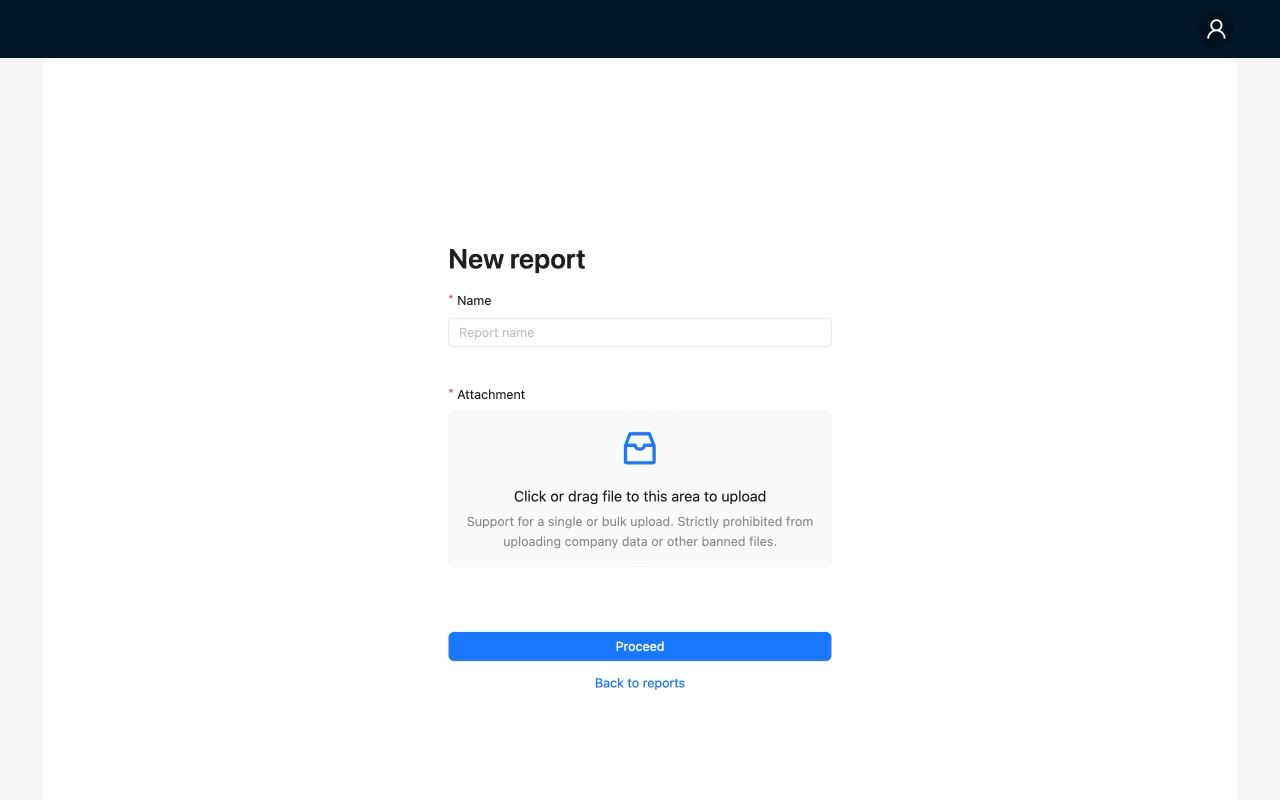 New report
* Name
Report name
* Attachment
Click or drag file to this area to upload
Support for a single or bulk upload. Strictly prohibited from
uploading company data or other banned files.
Proceed
Back to reports